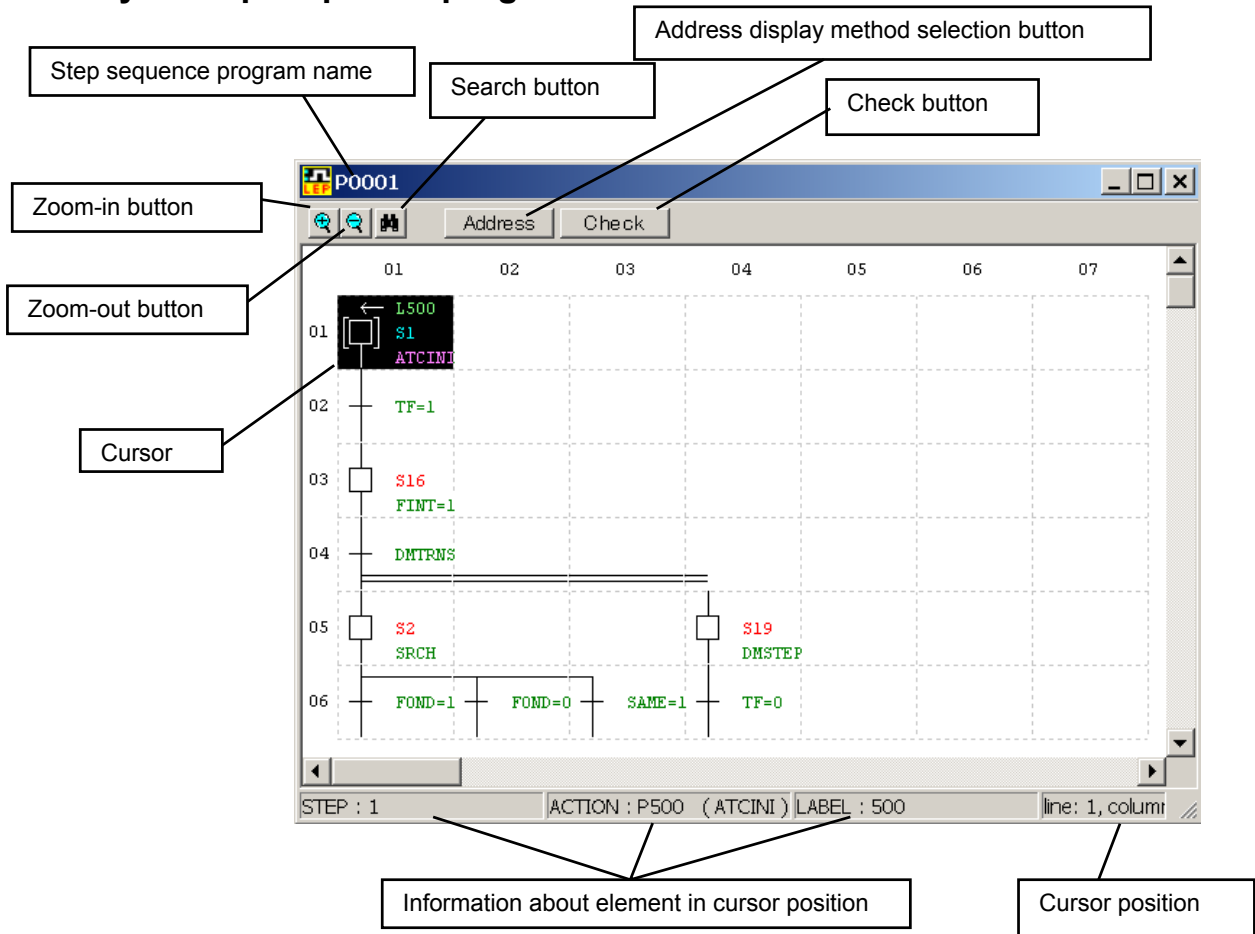 Address display method selection button
Step sequence program name
Search button
Check button
LEP
P0001
Zoom-in button
Address
Check
01 02 03 04 05 06 07
Zoom-out button
L500
01 S1
ATCINI
02 TF=1
Cursor
03 S16
FINT=1
04 DMTRNS
05 S2 S19
SRCH DMSTEP
06 FOND=1 FOND=0 SAME=1 TF=0
STEP : 1 ACTION : P500 ( ATCINI ) LABEL : 500 line: 1,
Information about element in cursor position
Cursor position